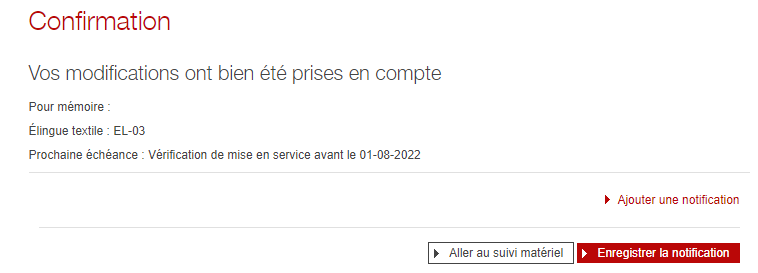 Confirmation
Vos modifications ont bien été prises en compte
Pour mémoire :
Élingue textile : EL-03
Prochaine échéance : Vérification de mise en service avant le 01-08-2022
Ajouter une notification
Aller au suivi matériel
Enregistrer la notification